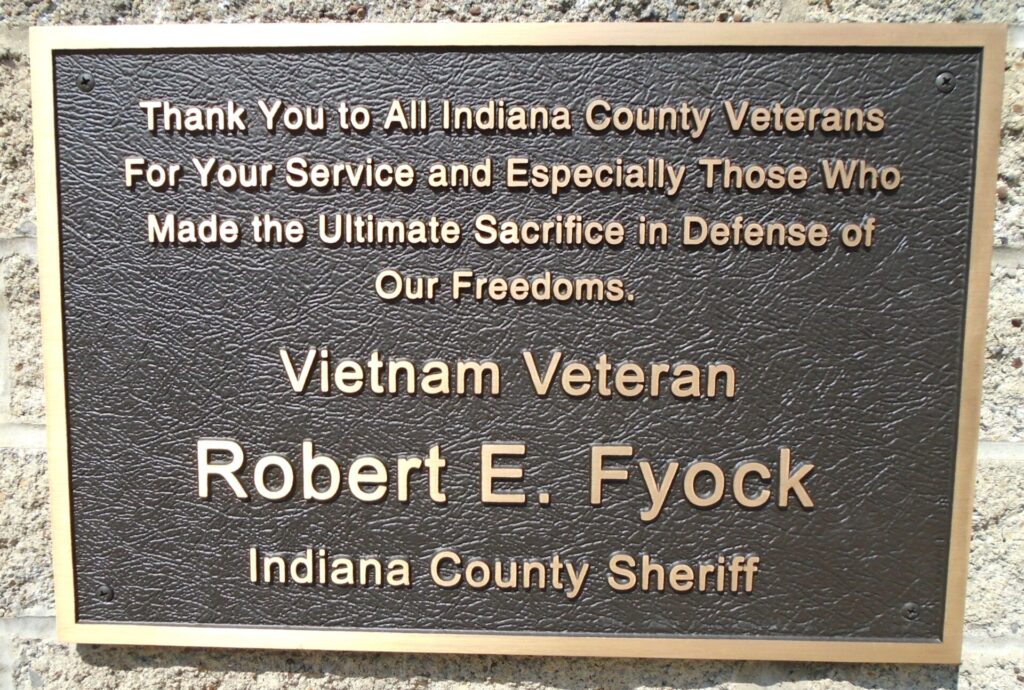 Thank You to All Indiana County Veterans
For Your Service and Especially Those Who
Made the Ultimate Sacrifice in Defense of
Our Freedoms.
Vietnam Veteran
Robert E. Fyock
Indiana County Sheriff